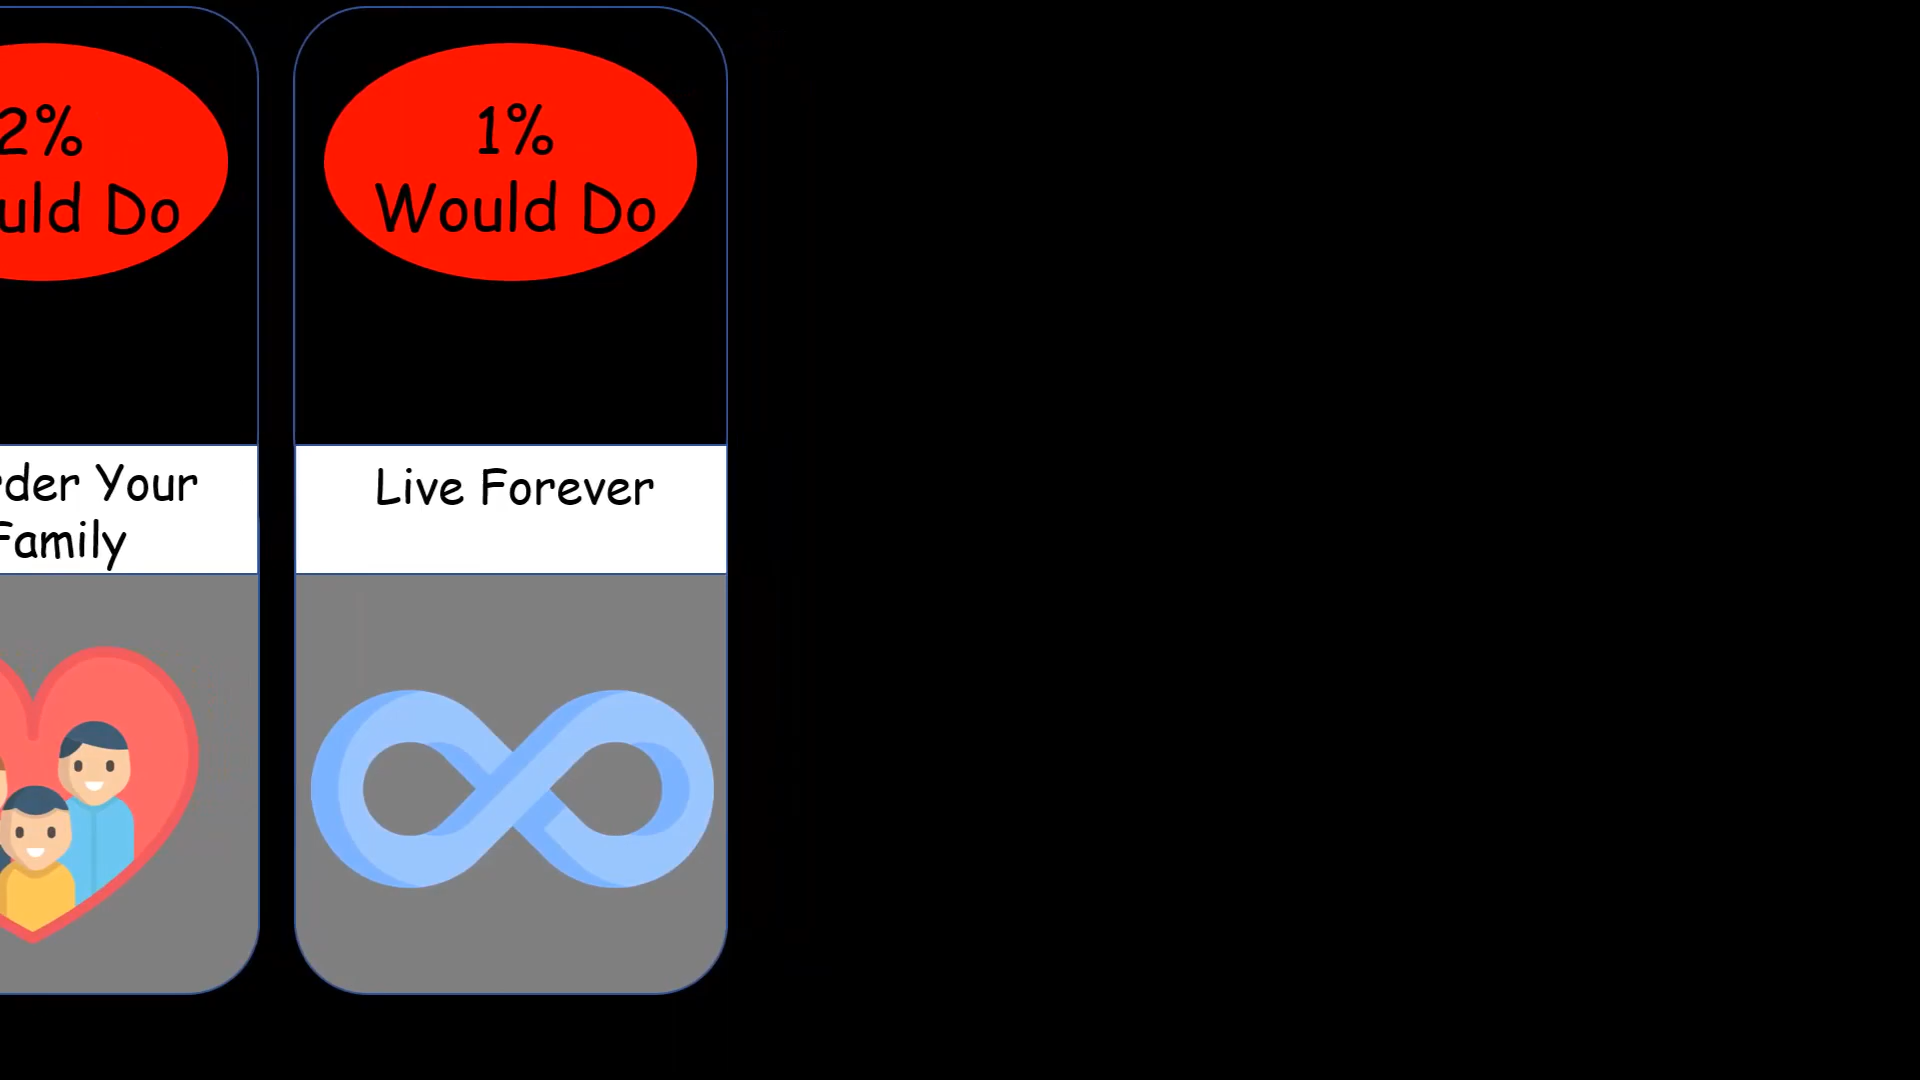 2%
uld Do
der Your
Family
1%
Would Do
Live Forever